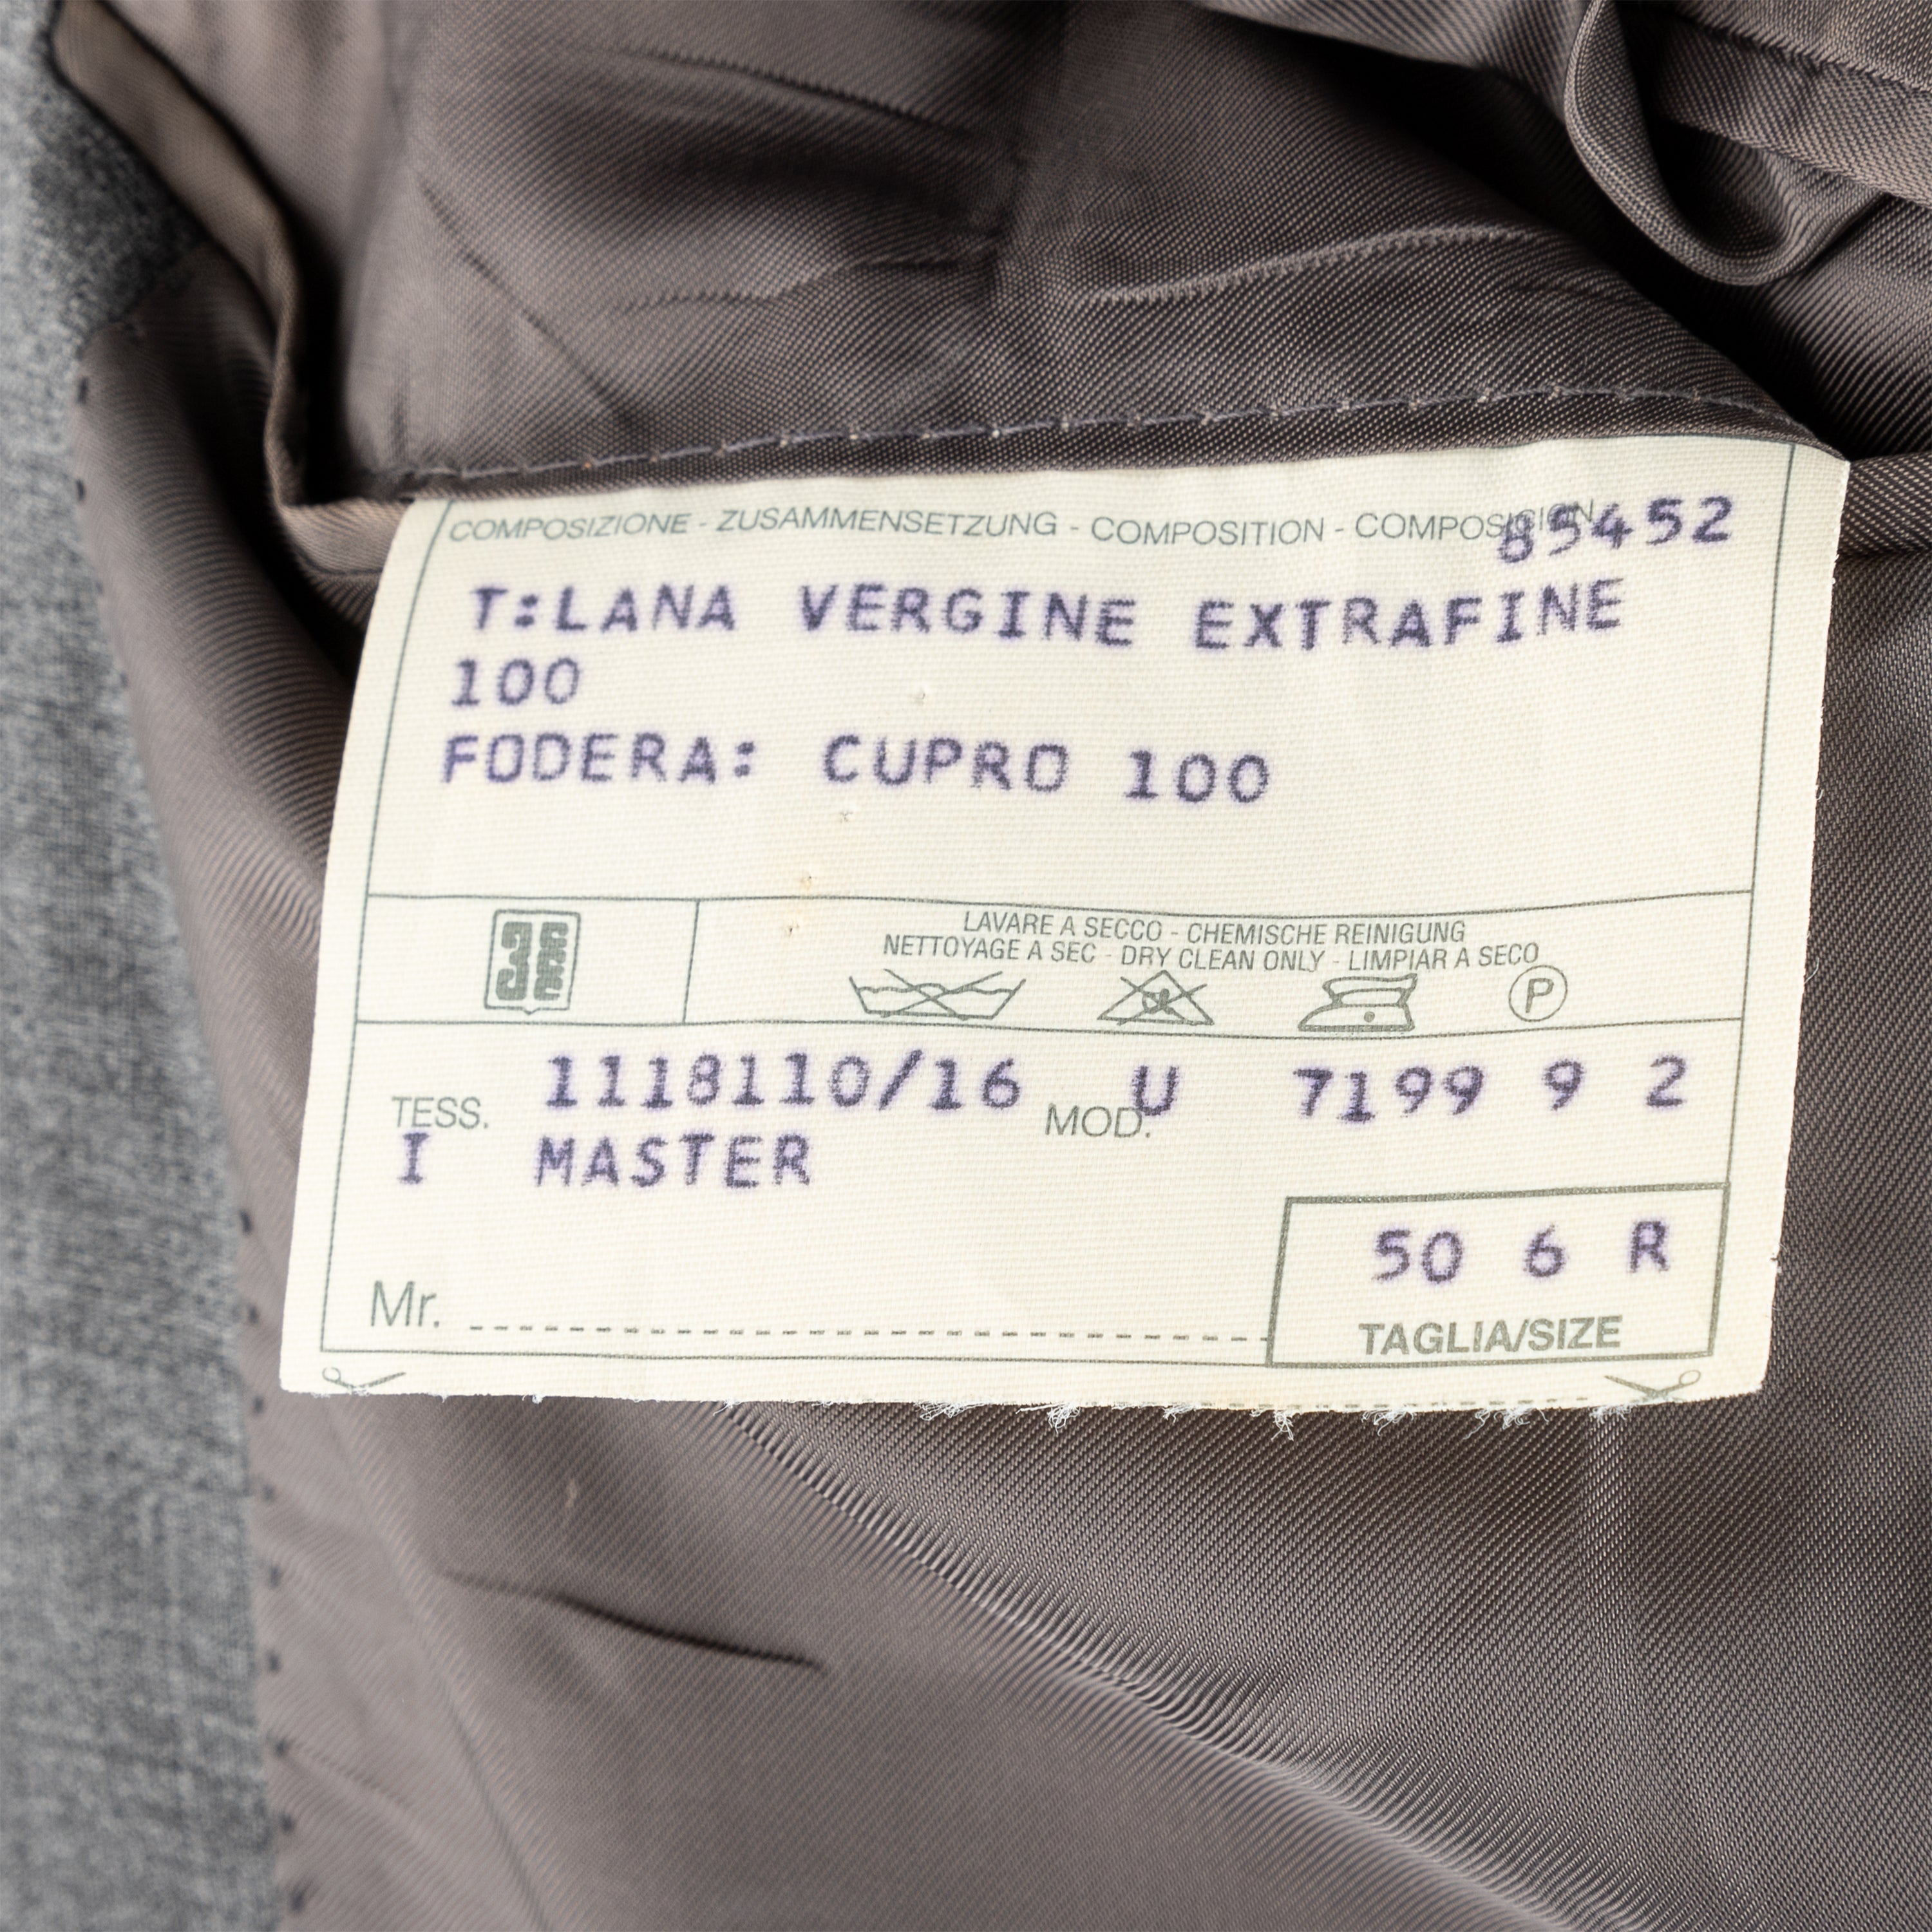 COMPOSIZIONE - ZUSAMMENSETZUNG - COMPOSITION - COMPOSICION
85452
T:LANA VERGINE EXTRAFINE
100
FODERA: CUPRO 100
LAVARE A SECCO - CHEMISCHE REINIGUNG
NETTOYAGE A SEC - DRY CLEAN ONLY - LIMPIAR A SECO
P
TESS. 1118110/16 MOD. U 7199 9 2
I MASTER
50 6 R
Mr.
TAGLIA/SIZE